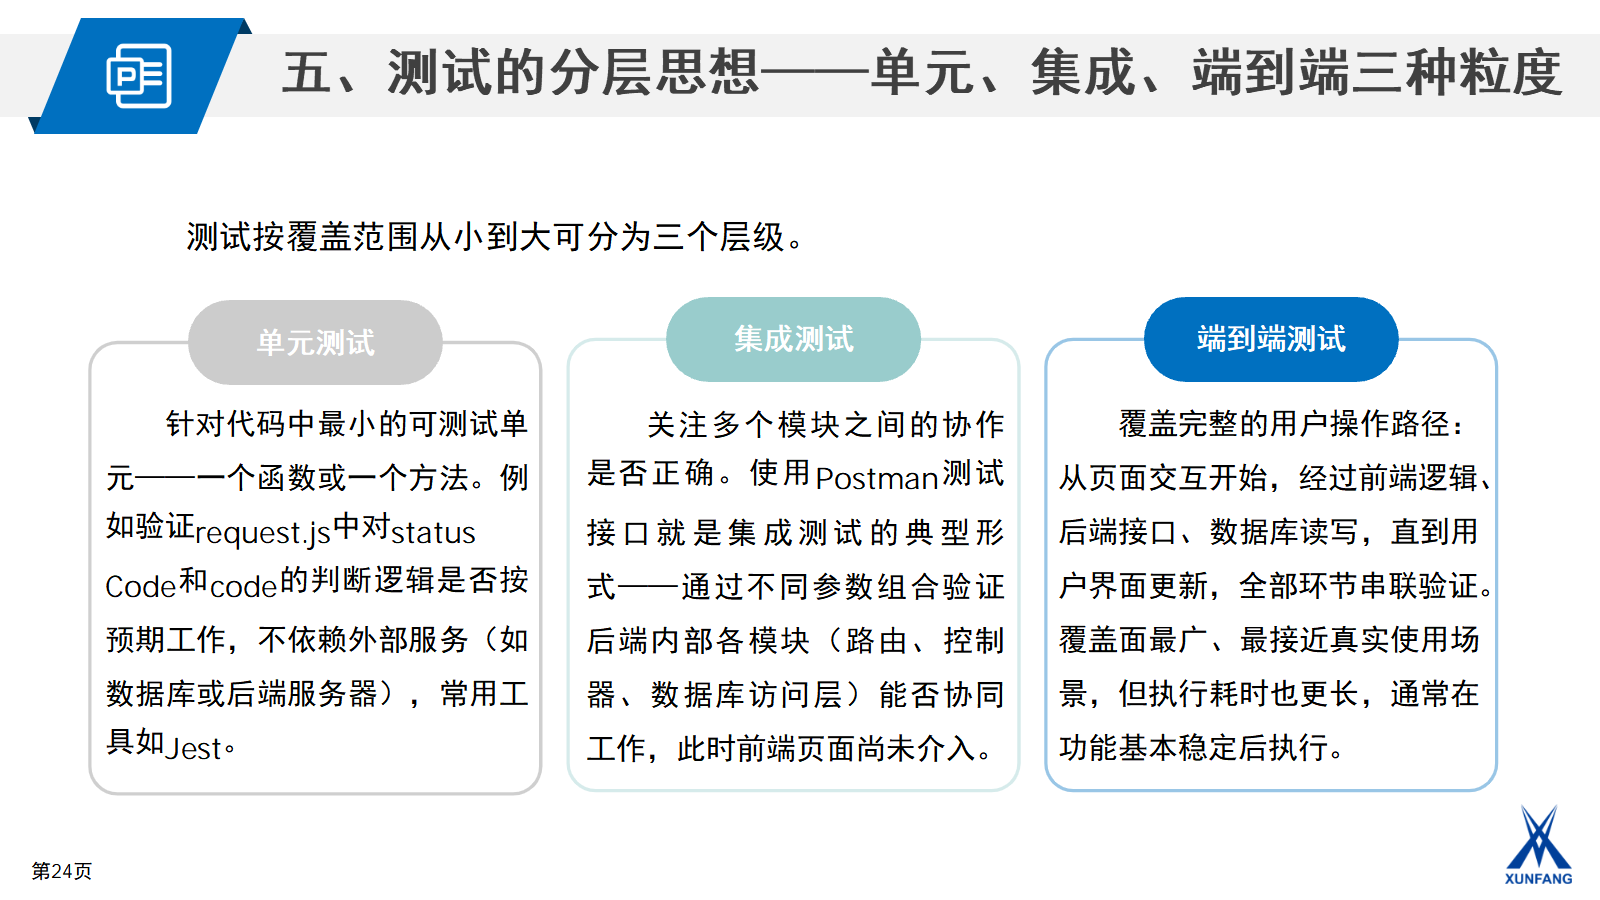 五、测试的分层思想——单元、集成、端到端三种粒度
测试按覆盖范围从小到大可分为三个层级。
单元测试
针对代码中最小的可测试单
元——一个函数或一个方法。例
如验证request.js中对status
Code和code的判断逻辑是否按
预期工作，不依赖外部服务（如
数据库或后端服务器），常用工
具如Jest。
集成测试
关注多个模块之间的协作
是否正确。使用Postman测试
接口就是集成测试的典型形
式——通过不同参数组合验证
后端内部各模块（路由、控制
器、数据库访问层）能否协同
工作，此时前端页面尚未介入。
端到端测试
覆盖完整的用户操作路径：
从页面交互开始，经过前端逻辑、
后端接口、数据库读写，直到用
户界面更新，全部环节串联验证。
覆盖面最广、最接近真实使用场
景，但执行耗时也更长，通常在
功能基本稳定后执行。
第24页
XUNFANG